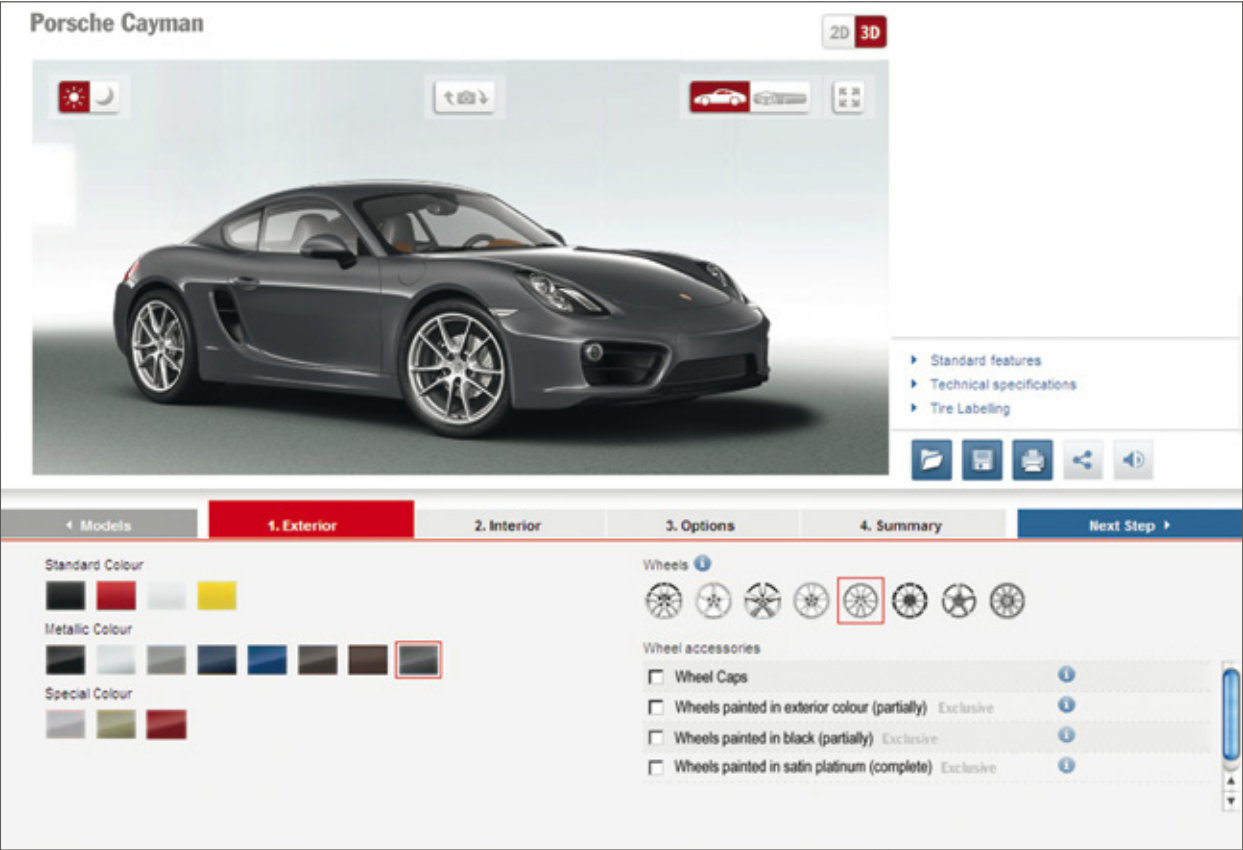 Porsche Cayman
2D 3D
Standard features
Technical specifications
Tire Labelling
Models
1. Exterior
2. Interior
3. Options
4. Summary
Next Step
Standard Colour
Metallic Colour
Special Colour
Wheels
Wheel accessories
Wheel Caps
Wheels painted in exterior colour (partially) Exclusive
Wheels painted in black (partially) Exclusive
Wheels painted in satin platinum (complete) Exclusive